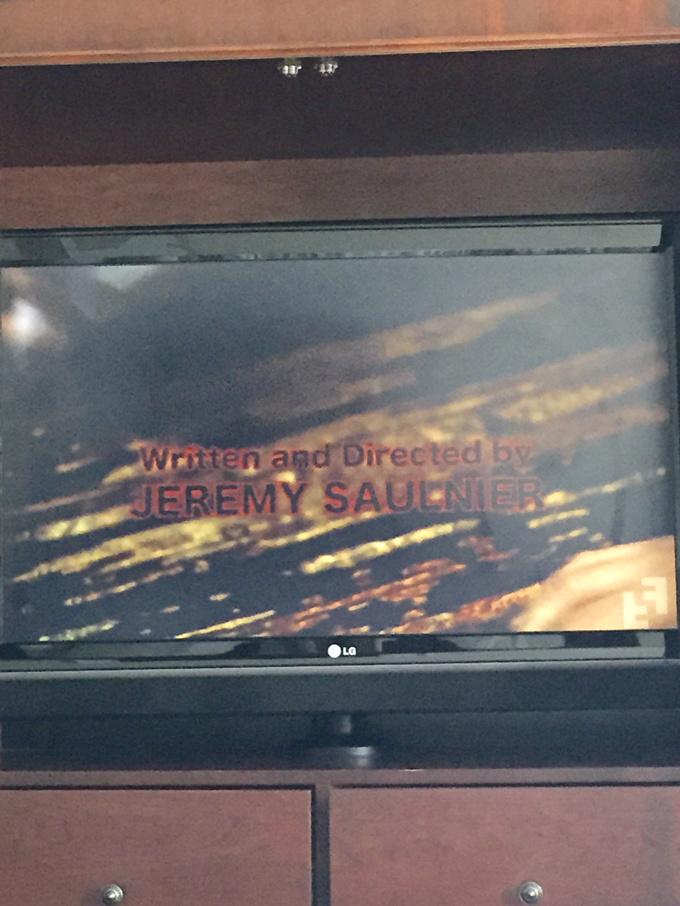 Written and Directed by
JEREMY SAULNIER
LG